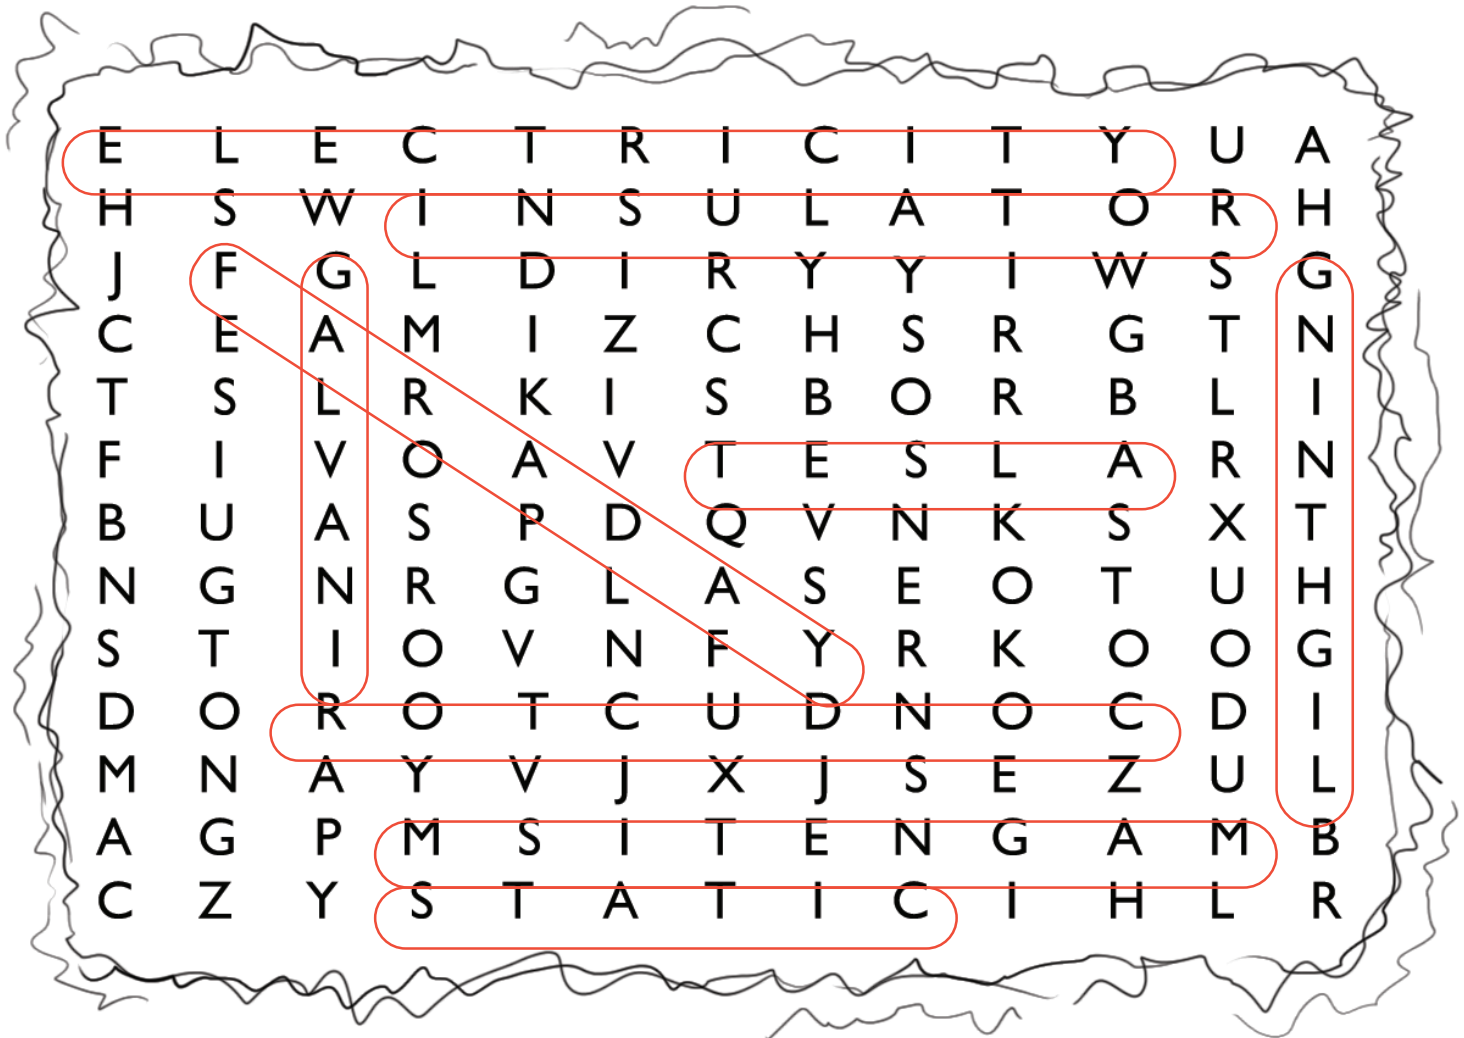 E L E C T R I C I T Y U A
H S W I N S U L A T O R H
J F G L D I R Y Y I W S G
C E A M I Z C H S R G T N
T S L R K I S B O R B L I
F I V O A V T E S L A R N
B U A S P D Q V N K S X T
N G N R G L A S E O T U H
S T I O V N F Y R K O O G
D O R O T C U D N O C D I
M N A Y V J X J S E Z U L
A G P M S I T E N G A M B
C Z Y S T A T I C I H L R